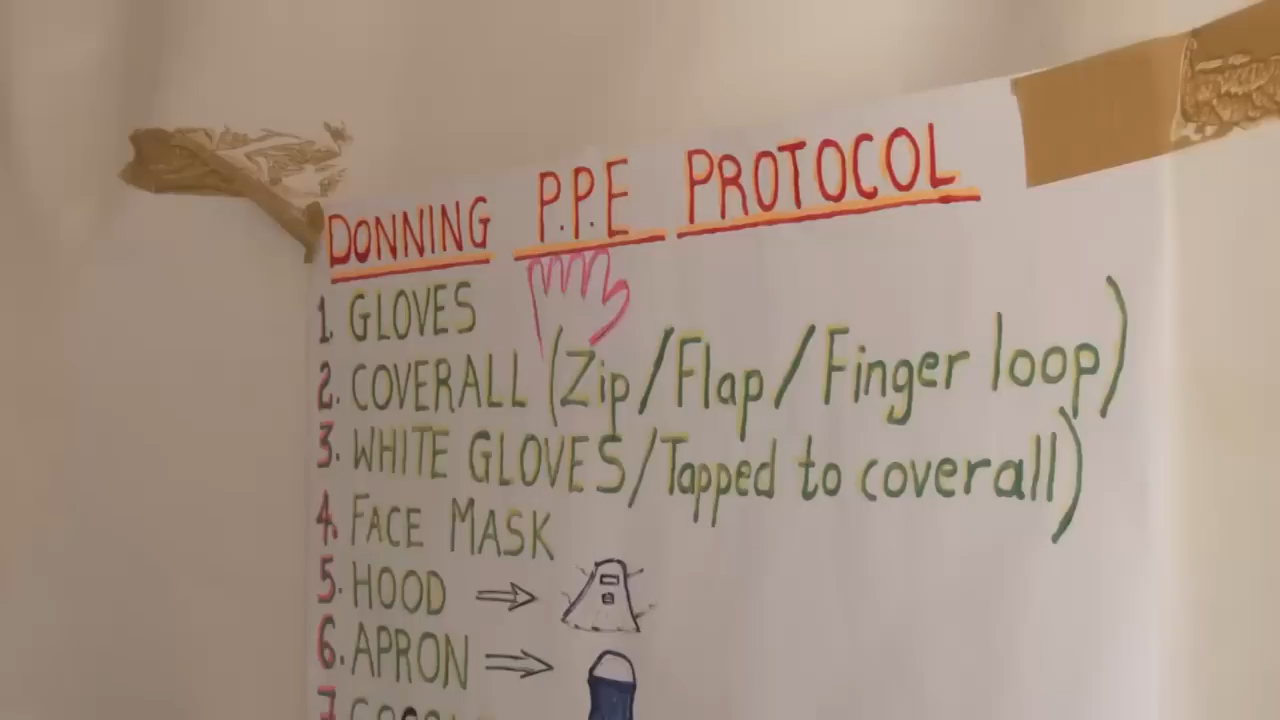 DONNING P.P.E PROTOCOL
1. GLOVES
2. COVERALL (Zip/Flap/Finger loop)
3. WHITE GLOVES/Tapped to coverall)
4. FACE MASK
5. HOOD ⇒
6. APRON ⇒
7.